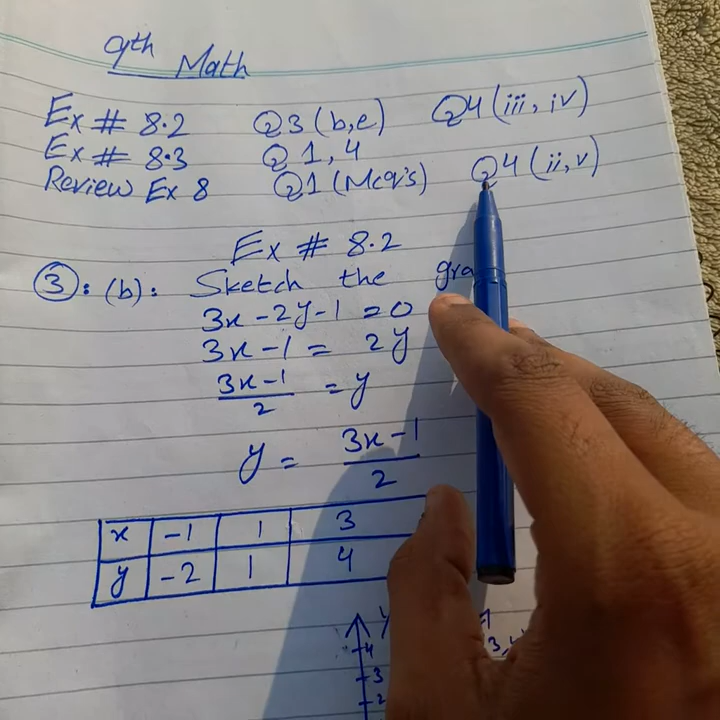 9th Math
Ex # 8.2 Q3 (b,e) Q4 (iii, iv)
Ex # 8.3 Q 1, 4
Review Ex 8 Q1 (Mcq's) Q4 (ii, v)
Ex # 8.2
3: (b): Sketch the gra
3x - 2y - 1 = 0
3x - 1 = 2y
3x - 1 / 2 = y
y = 3x - 1 / 2
x -1 1 3
y -2 1 4
4
3
2